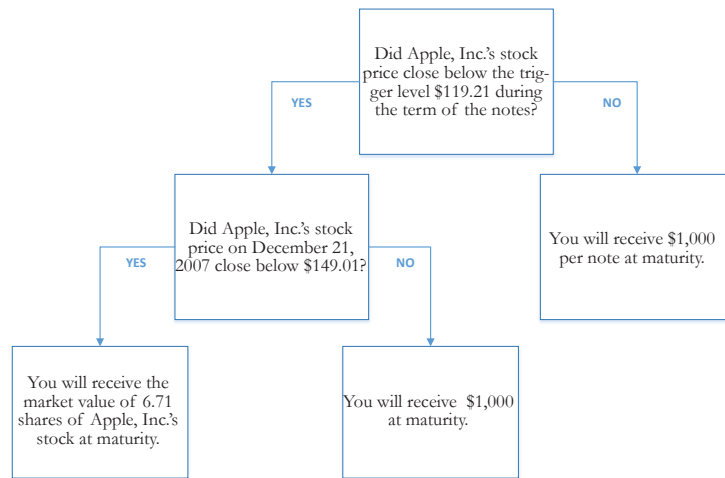 Did Apple, Inc.'s stock
price close below the trig-
ger level $119.21 during
the term of the notes?
YES
NO
Did Apple, Inc.'s stock
price on December 21,
2007 close below $149.01?
You will receive $1,000
per note at maturity.
YES
NO
You will receive the
market value of 6.71
shares of Apple, Inc.'s
stock at maturity.
You will receive $1,000
at maturity.